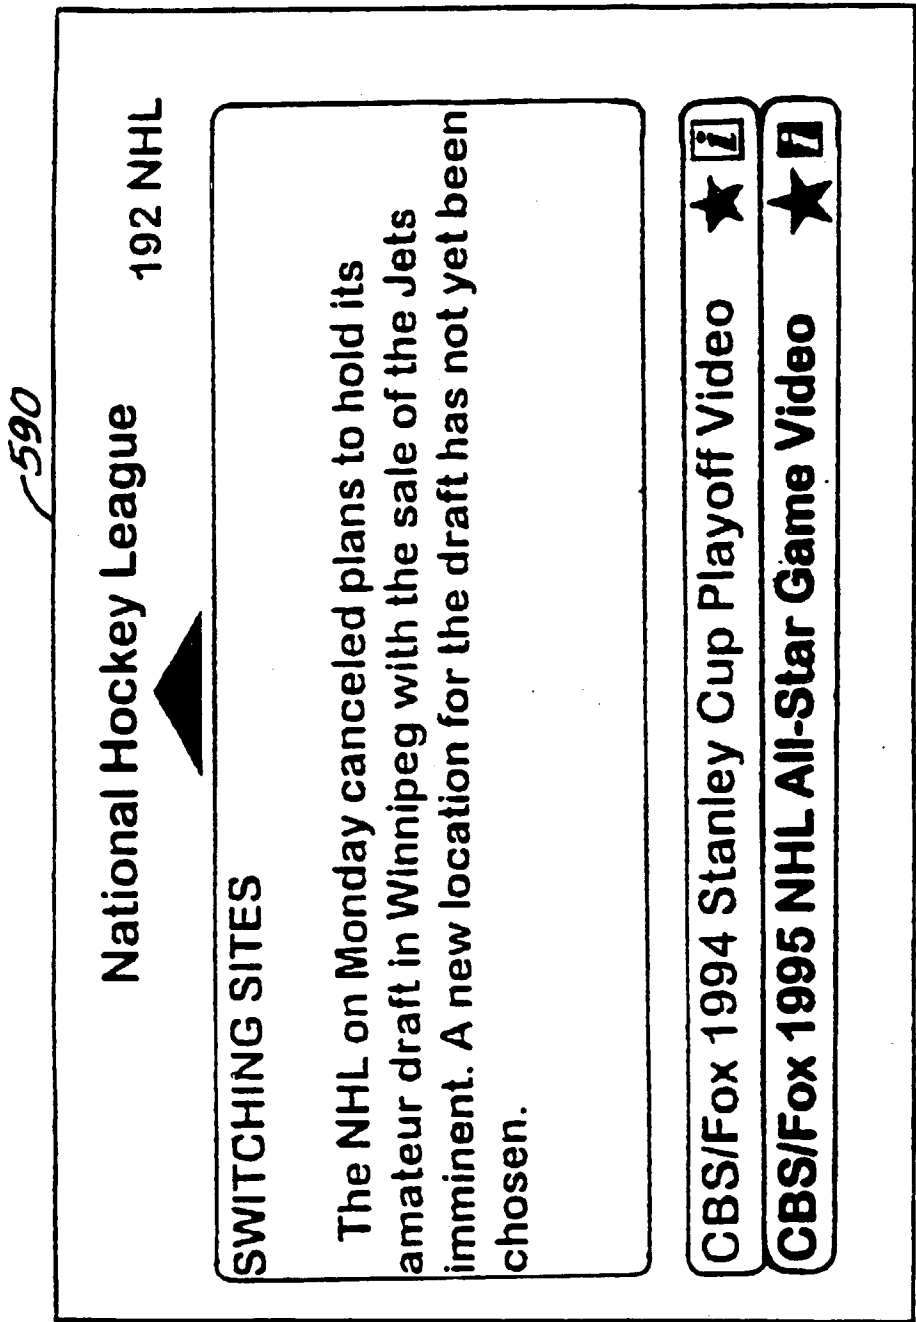 590
National Hockey League 192 NHL
SWITCHING SITES
The NHL on Monday canceled plans to hold its
amateur draft in Winnipeg with the sale of the Jets
imminent. A new location for the draft has not yet been
chosen.
CBS/Fox 1994 Stanley Cup Playoff Video ★ i
CBS/Fox 1995 NHL All-Star Game Video ★ i